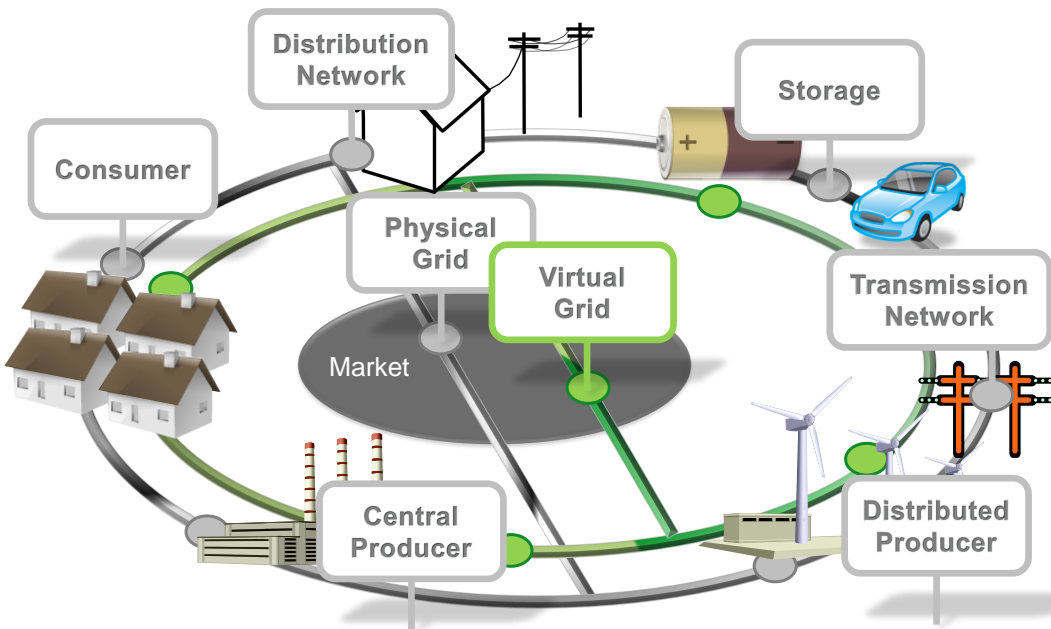 Distribution
Network
Storage
Consumer
Physical
Grid
Virtual
Grid
Transmission
Network
Market
Central
Producer
Distributed
Producer
+
-